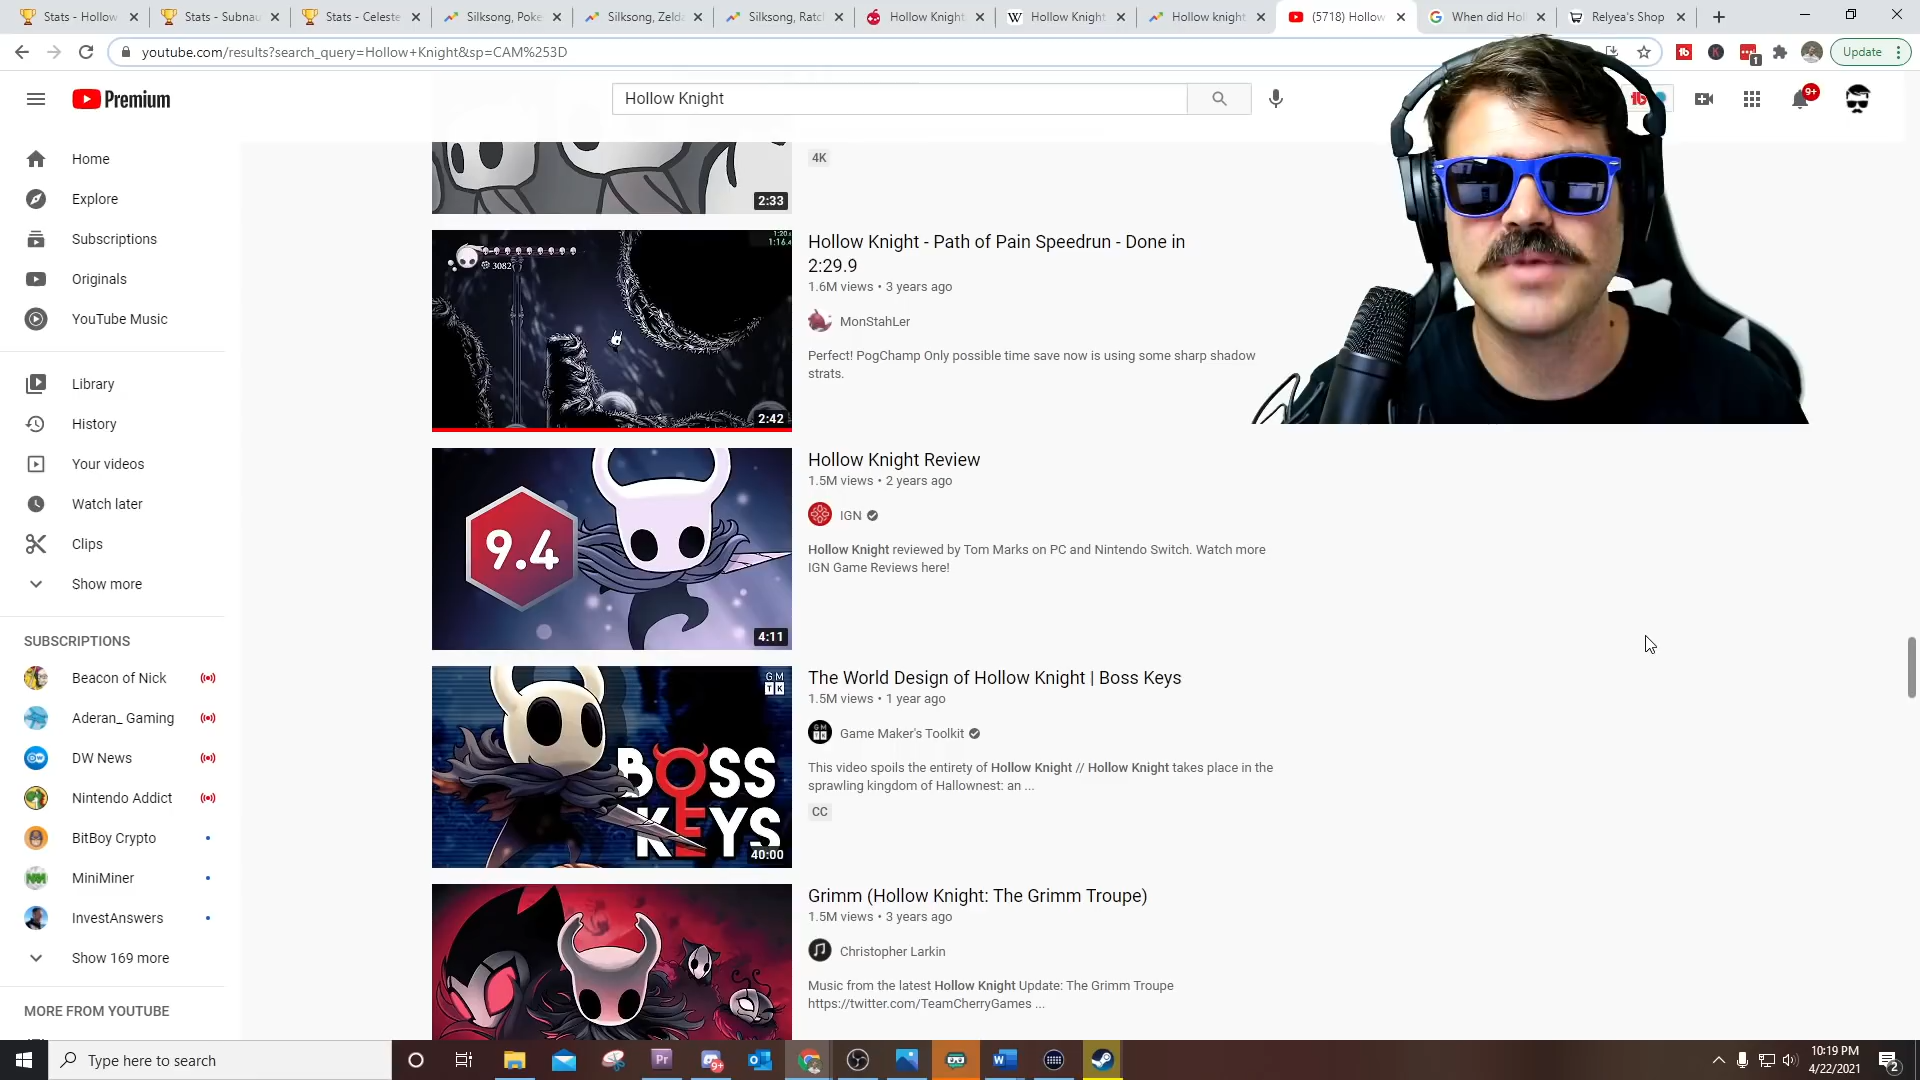 Stats - Hollow
Stats - Subnau
Stats - Celeste
Silksong, Poke
Silksong, Zelda
Silksong, Ratch
Hollow Knight
Hollow Knight
Hollow knight
(5718) Hollow
When did Hol
Relyea's Shop
youtube.com/results?search_query=Hollow+Knight&sp=CAM%253D
Update
Premium
Hollow Knight
9+
Home
Explore
Subscriptions
Originals
YouTube Music
Library
History
Your videos
Watch later
Clips
Show more
SUBSCRIPTIONS
Beacon of Nick
Aderan_ Gaming
DW News
Nintendo Addict
BitBoy Crypto
MiniMiner
InvestAnswers
Show 169 more
MORE FROM YOUTUBE
2:33
4K
3082
2:42
Hollow Knight - Path of Pain Speedrun - Done in
2:29.9
1.6M views • 3 years ago
MonStahLer
Perfect! PogChamp Only possible time save now is using some sharp shadow
strats.
9.4
4:11
Hollow Knight Review
1.5M views • 2 years ago
IGN
Hollow Knight reviewed by Tom Marks on PC and Nintendo Switch. Watch more
IGN Game Reviews here!
GM
TK
BOSS
KEYS
40:00
The World Design of Hollow Knight | Boss Keys
1.5M views • 1 year ago
Game Maker's Toolkit
This video spoils the entirety of Hollow Knight // Hollow Knight takes place in the
sprawling kingdom of Hallownest: an ...
CC
Grimm (Hollow Knight: The Grimm Troupe)
1.5M views • 3 years ago
Christopher Larkin
Music from the latest Hollow Knight Update: The Grimm Troupe
https://twitter.com/TeamCherryGames ...
Type here to search
Pr
9+
10:19 PM
4/22/2021
2